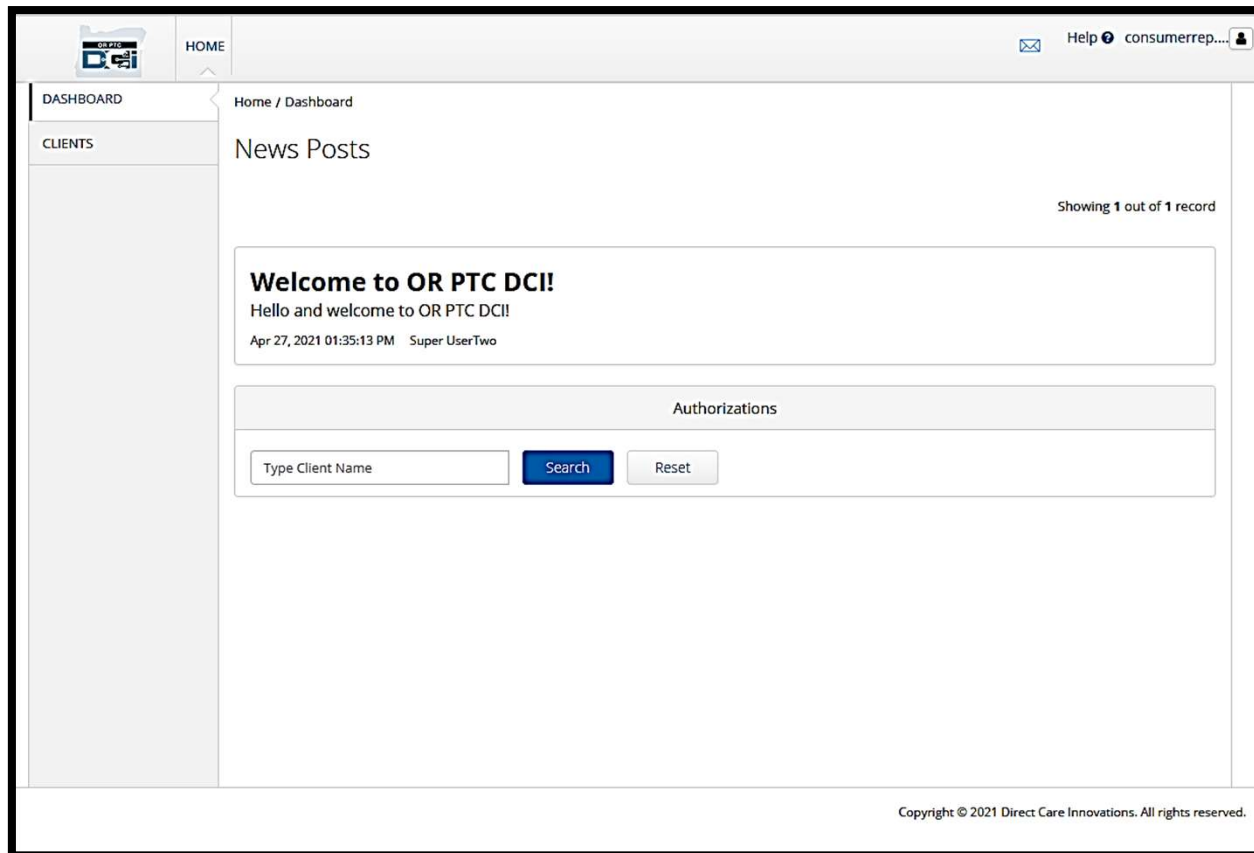 OR PTC
DCi
HOME
Help
consumerrep....
DASHBOARD
CLIENTS
Home / Dashboard
News Posts
Showing 1 out of 1 record
Welcome to OR PTC DCI!
Hello and welcome to OR PTC DCI!
Apr 27, 2021 01:35:13 PM Super UserTwo
Authorizations
Type Client Name
Search
Reset
Copyright © 2021 Direct Care Innovations. All rights reserved.